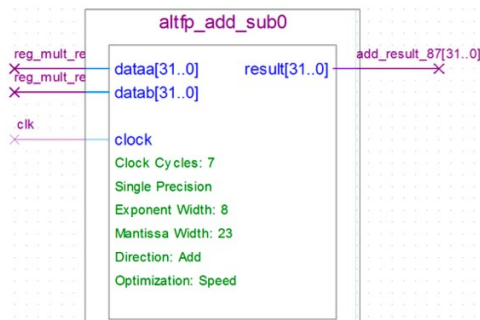 altfp_add_sub0
reg_mult_re
dataa[31..0]
result[31..0]
add_result_87[31..0]
reg_mult_re
datab[31..0]
clk
clock
Clock Cycles: 7
Single Precision
Exponent Width: 8
Mantissa Width: 23
Direction: Add
Optimization: Speed